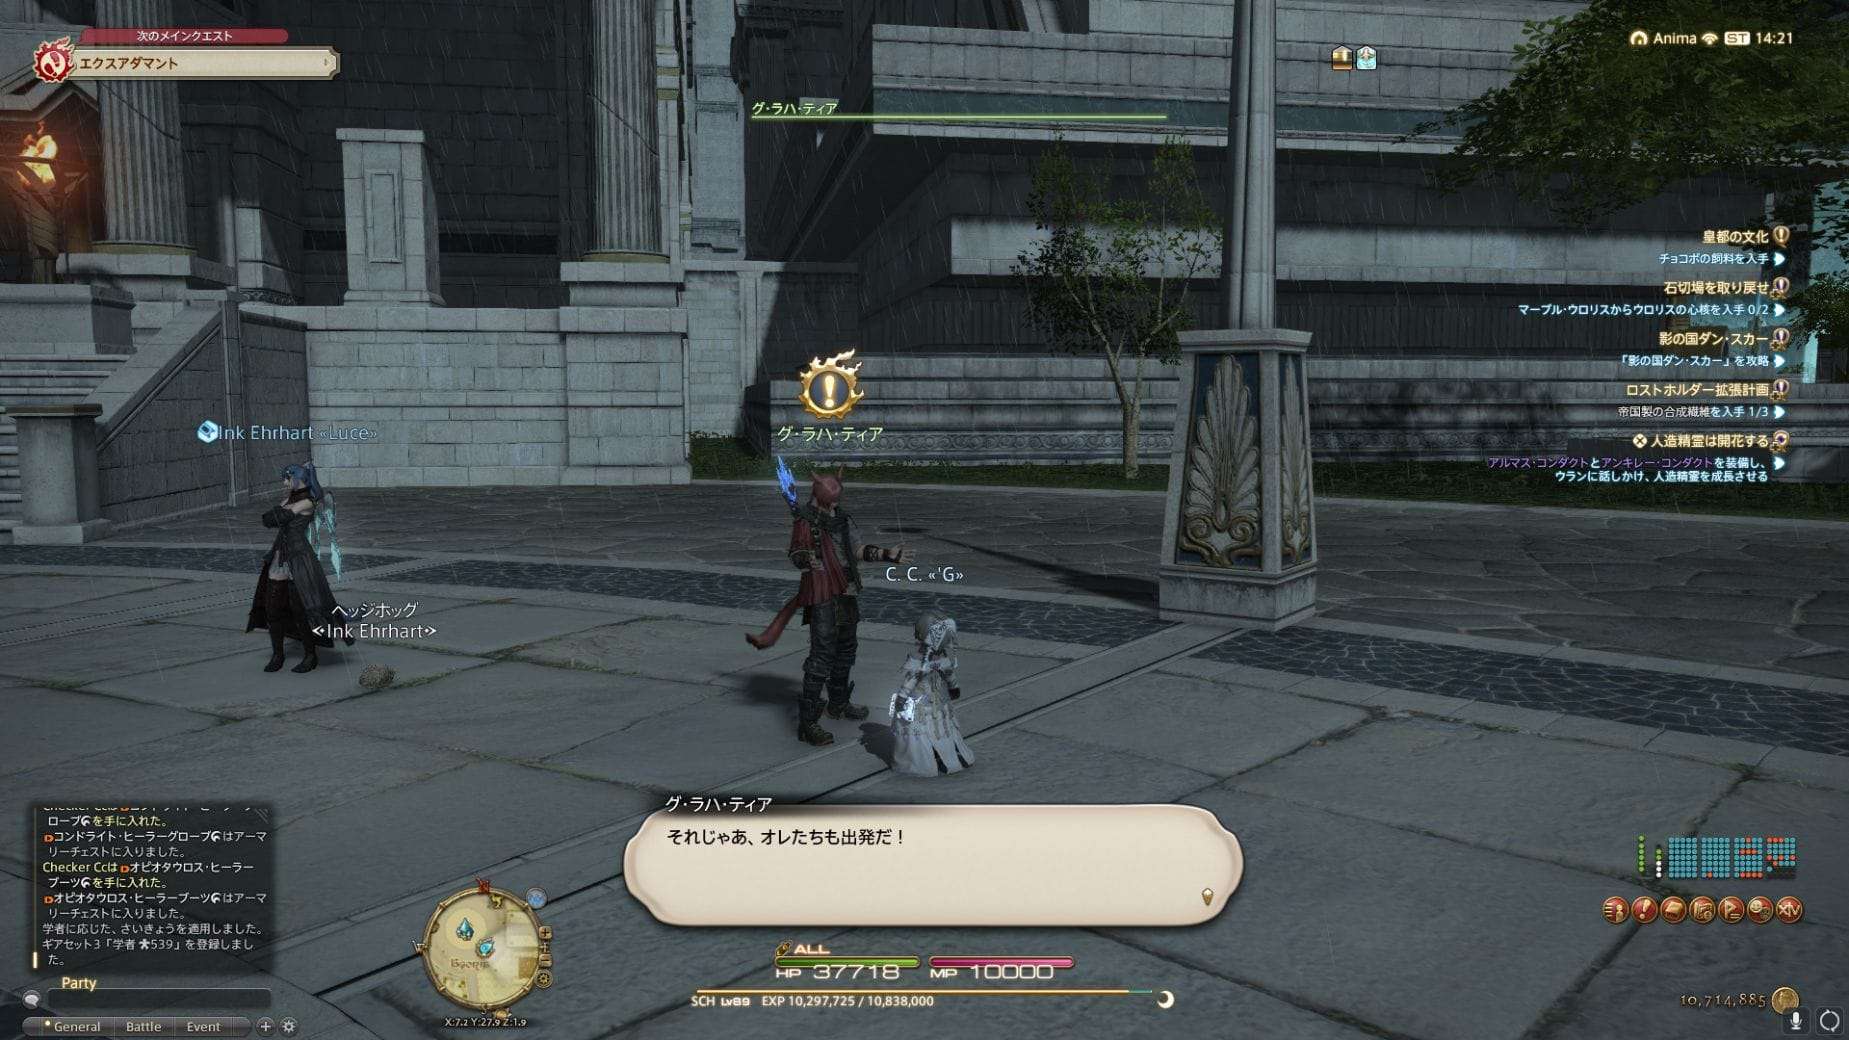 次のメインクエスト
エクスアダマント
Anima ST 14:21
グ・ラハ・ティア
皇都の文化
チョコボの飼料を入手
石切場を取り戻せ
マーブル・ウロリスからウロリスの心核を入手 0/2
影の国ダン・スカー
「影の国ダン・スカー」を攻略
ロストホルダー拡張計画
帝国製の合成繊維を入手 1/3
人造精霊は開花する
アルマス・コンダクトとアンキレー・コンダクトを装備し、
ウランに話しかけ、人造精霊を成長させる
Ink Ehrhart «Luce»
グ・ラハ・ティア
C. C. «'G»
ヘッジホッグ
Ink Ehrhart
グ・ラハ・ティア
それじゃあ、オレたちも出発だ！
ローブを手に入れた。
コンドライト・ヒーラーグローブはアーマ
リーチェストに入りました。
Checker Ccは オピオタウロス・ヒーラー
ブーツを手に入れた。
オピオタウロス・ヒーラーブーツはアーマ
リーチェストに入りました。
学者に応じた、さいきょうを適用しました。
ギアセット3「学者 539」を登録しまし
た。
Party
General Battle Event
X:7.2 Y:27.9 Z:1.9
ALL
HP 37718 MP 10000
SCH Lv89 EXP 10,297,725 / 10,838,000
10,714,885
XIV